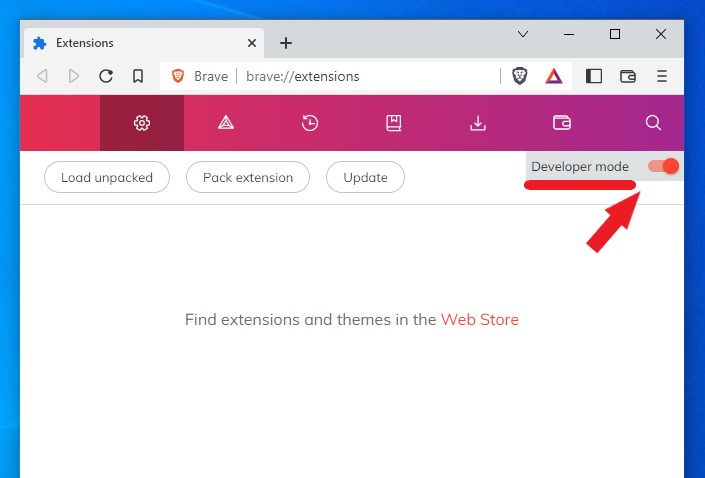 Extensions
Brave | brave://extensions
Load unpacked
Pack extension
Update
Developer mode
Find extensions and themes in the Web Store